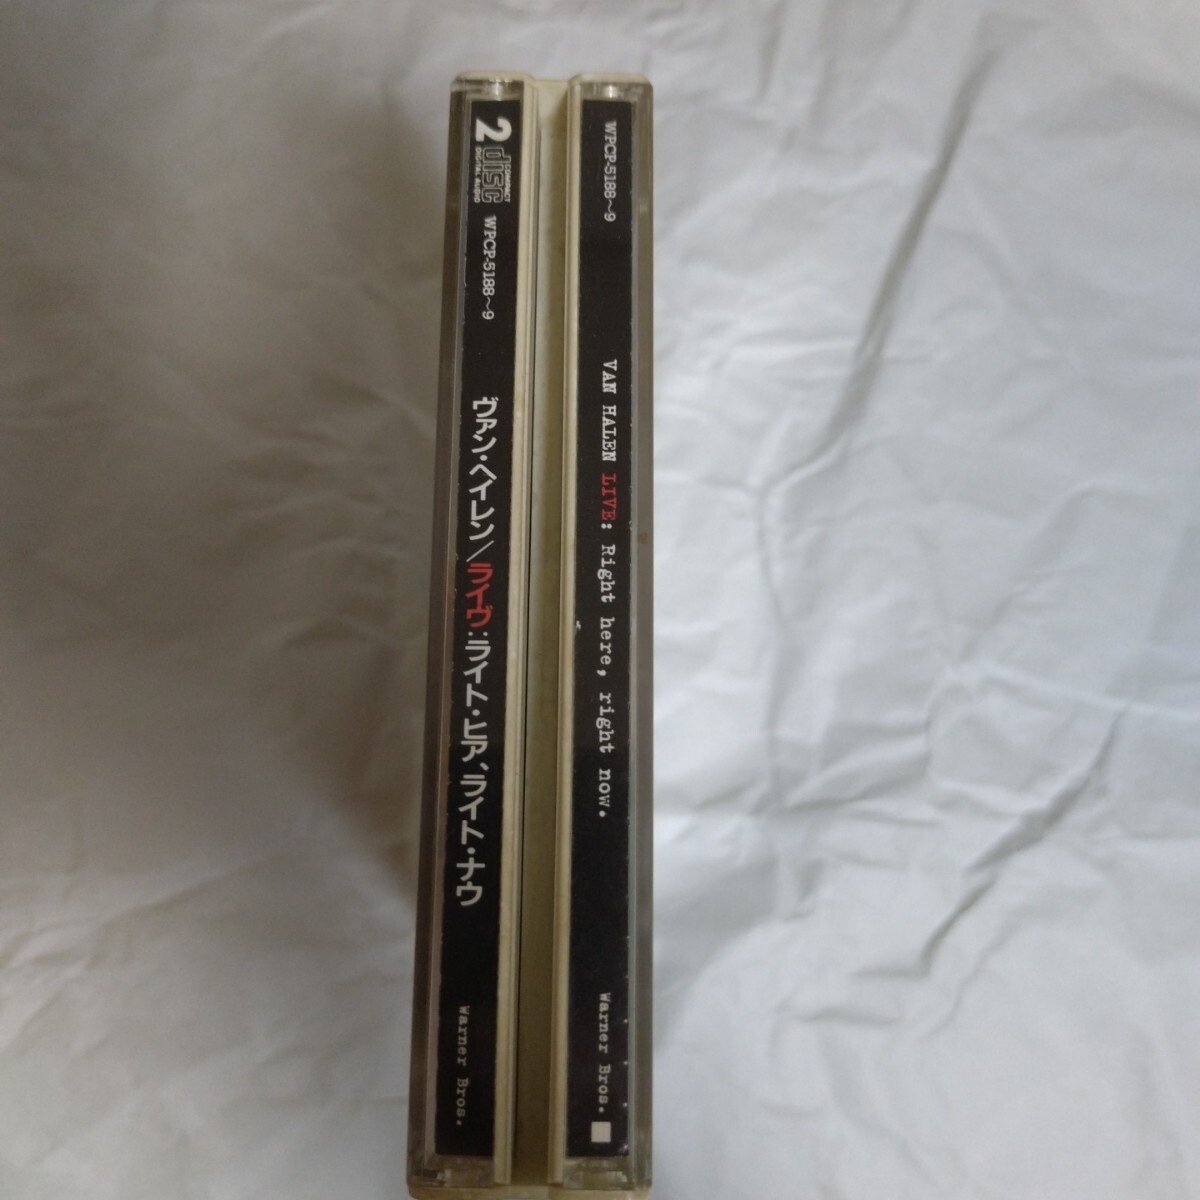 2
COMPACT
disc
DIGITAL AUDIO
WPCP-5188~9
ヴァン・ヘイレン/ライヴ:ライト・ヒア、ライト・ナウ
Warner Bros.
WPCP-5188~9
VAN HALEN LIVE: Right here, right now.
Warner Bros.